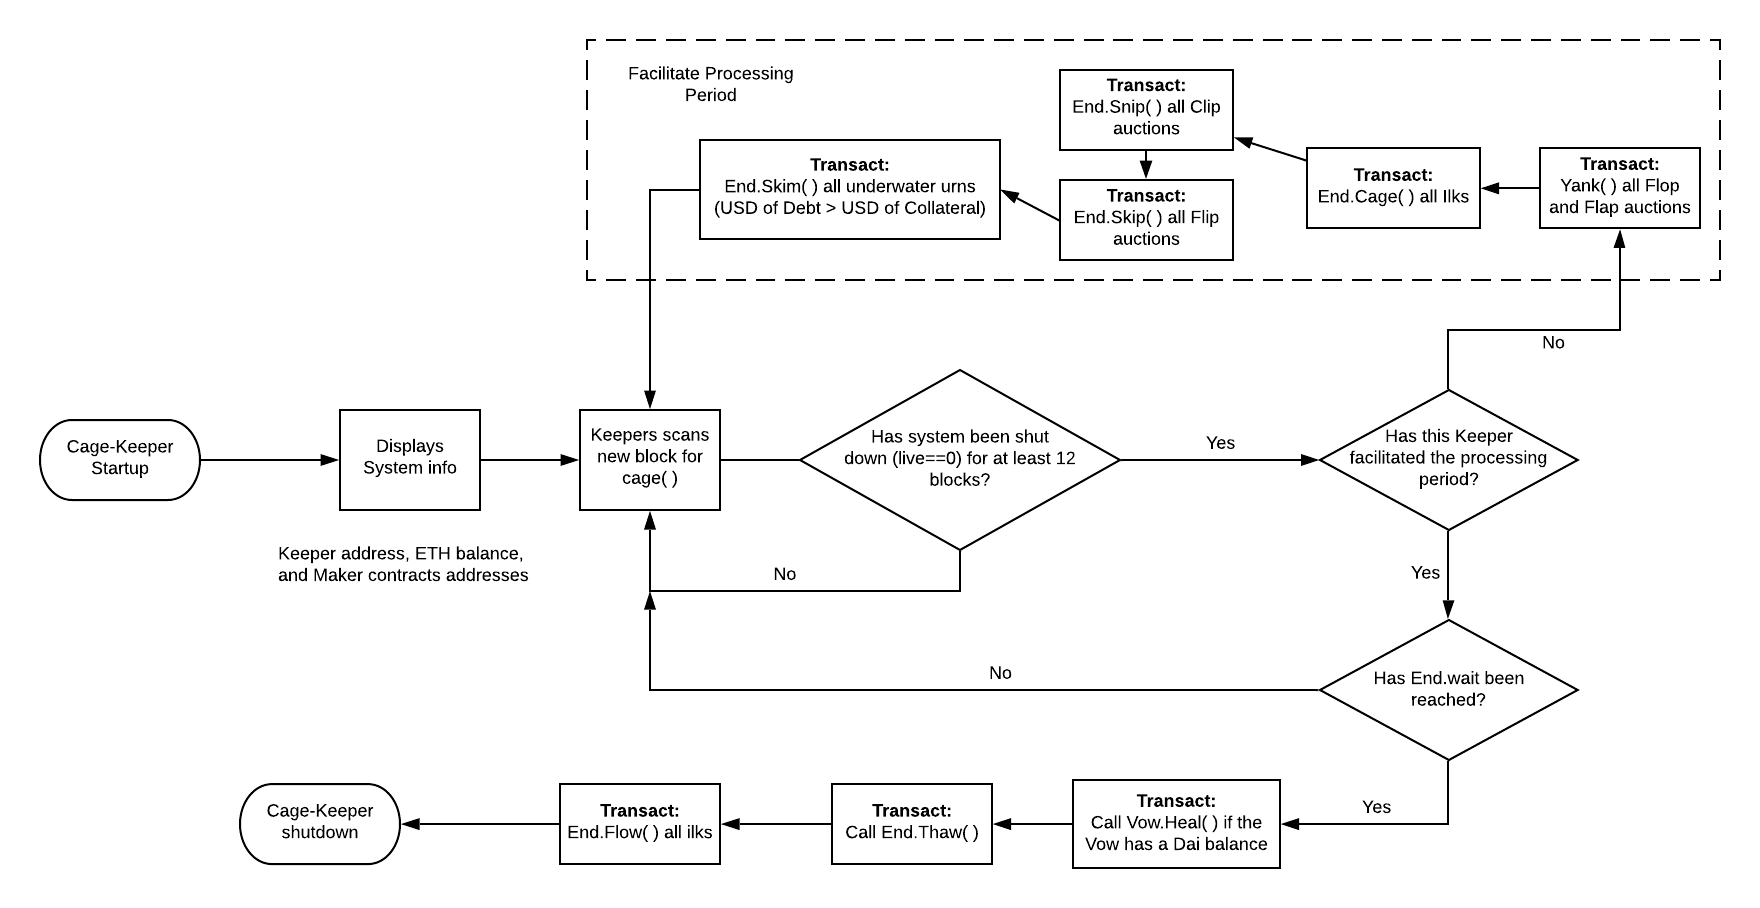 Facilitate Processing
Period
Transact:
End.Snip( ) all Clip
auctions
Transact:
End.Skim( ) all underwater urns
(USD of Debt > USD of Collateral)
Transact:
End.Skip( ) all Flip
auctions
Transact:
End.Cage( ) all Ilks
Transact:
Yank( ) all Flop
and Flap auctions
No
Cage-Keeper
Startup
Displays
System info
Keepers scans
new block for
cage( )
Has system been shut
down (live==0) for at least 12
blocks?
Yes
Has this Keeper
facilitated the processing
period?
Keeper address, ETH balance,
and Maker contracts addresses
No
Yes
No
Has End.wait been
reached?
Cage-Keeper
shutdown
Transact:
End.Flow( ) all ilks
Transact:
Call End.Thaw( )
Transact:
Call Vow.Heal( ) if the
Vow has a Dai balance
Yes